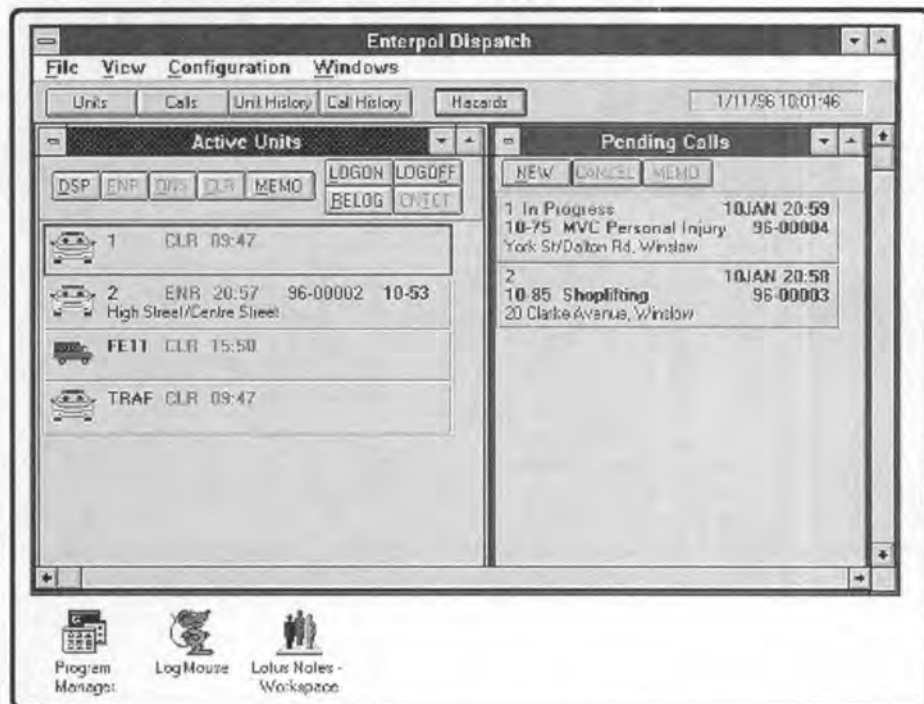 Enterpol Dispatch
File View Configuration Windows
Units Calls Unit History Call History Hazards 1/11/96 10:01:46
Active Units
DSP ENR ONS CLR MEMO LOGON LOGOFF
RELOG CNTCT
1 CLR 09:47
2 ENR 20:57 96-00002 10-53
High Street/Centre Street
FE11 CLR 15:50
TRAF CLR 09:47
Pending Calls
NEW CANCEL MEMO
1 In Progress 10JAN 20:59
10-75 MVC Personal Injury 96-00004
York St/Dalton Rd, Winslow
2 10JAN 20:58
10-85 Shoplifting 96-00003
20 Clarke Avenue, Winslow
Program Manager
LogMouse
Lotus Notes -
Workspace